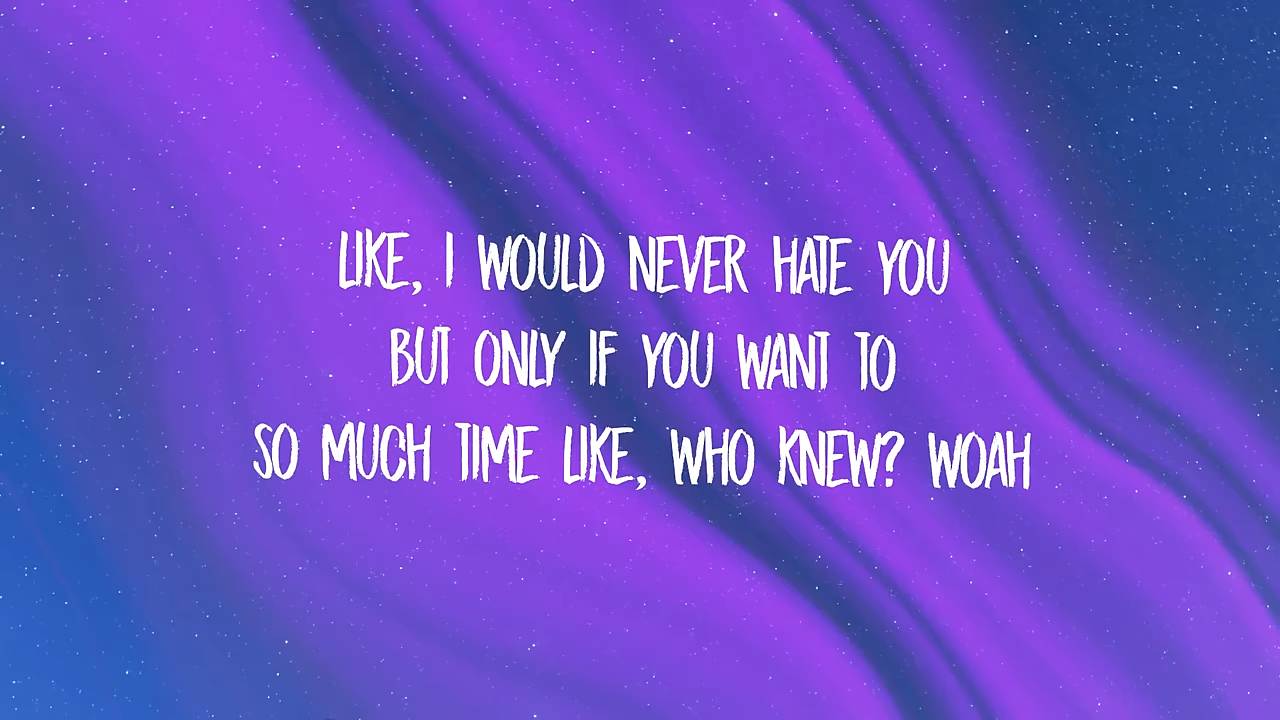 LIKE, I WOULD NEVER HATE YOU
BUT ONLY IF YOU WANT TO
SO MUCH TIME LIKE, WHO KNEW? WOAH